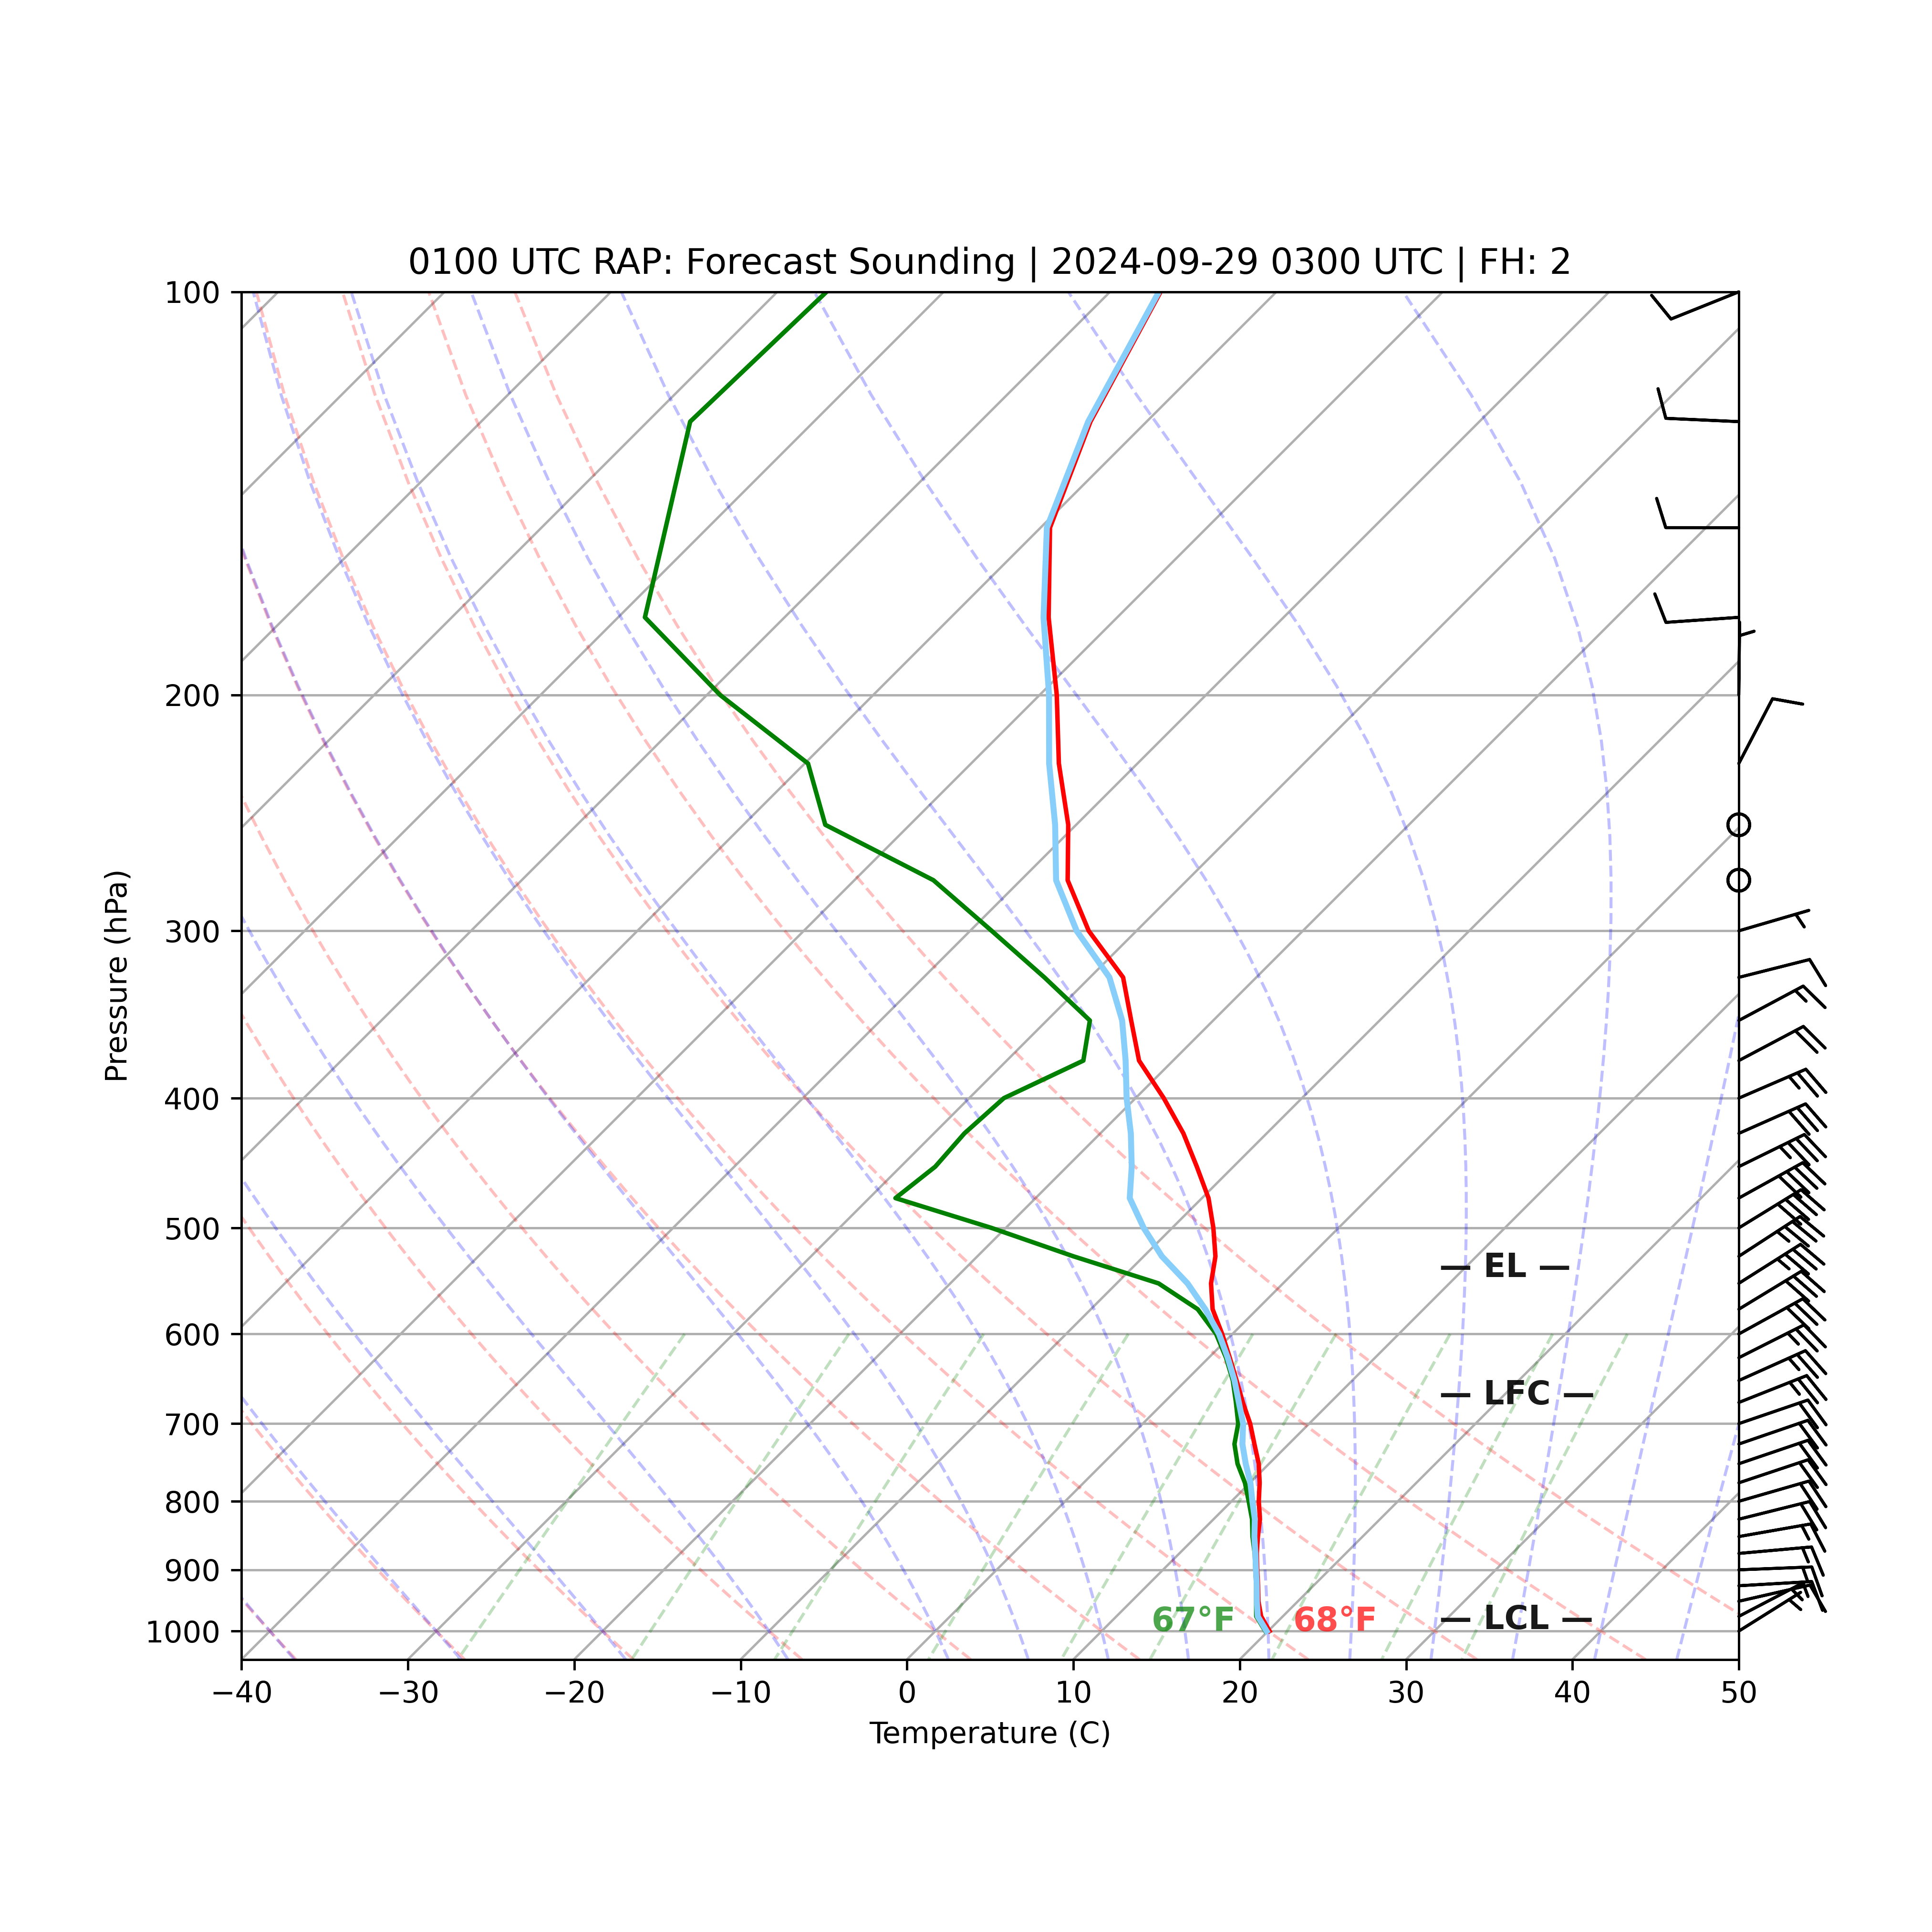 0100 UTC RAP: Forecast Sounding | 2024-09-29 0300 UTC | FH: 2
100
200
300
400
500
600
700
800
900
1000
Pressure (hPa)
— EL —
— LFC —
67°F 68°F — LCL —
−40 −30 −20 −10 0 10 20 30 40 50
Temperature (C)